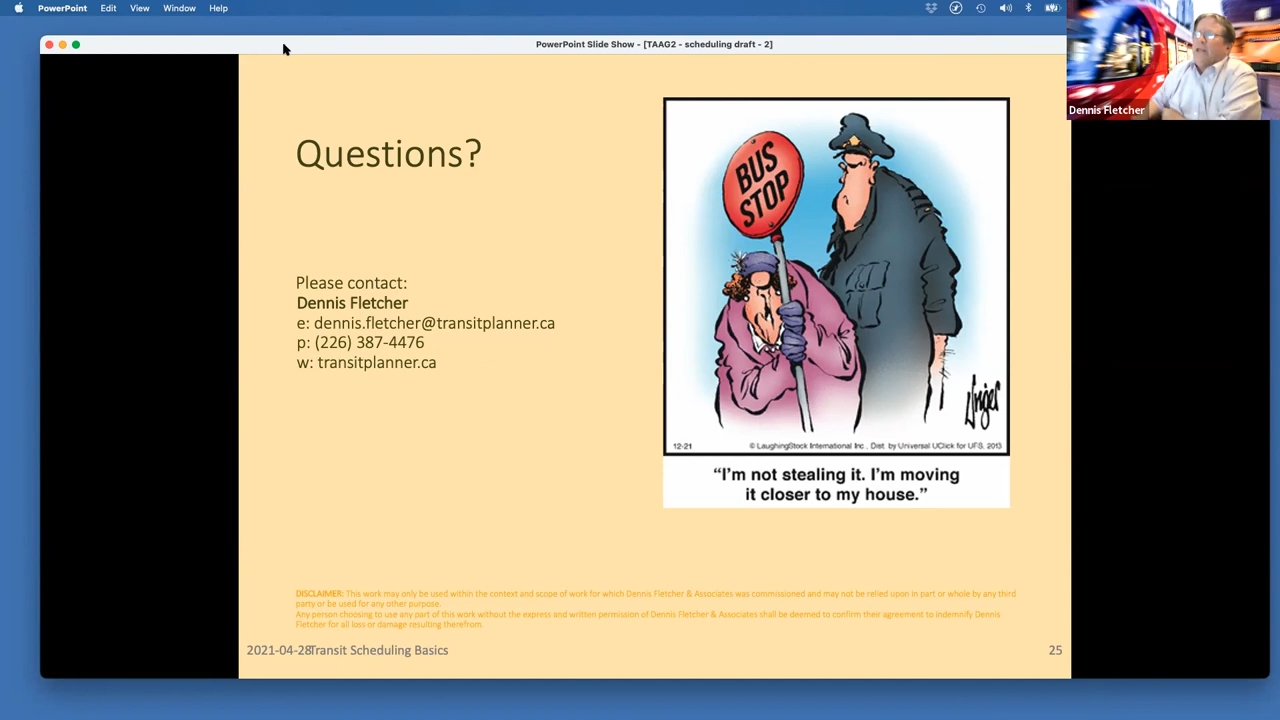 PowerPoint Edit View Window Help
PowerPoint Slide Show - [TAAG2 - scheduling draft - 2]
Dennis Fletcher
Questions?
Please contact:
Dennis Fletcher
e: dennis.fletcher@transitplanner.ca
p: (226) 387-4476
w: transitplanner.ca
BUS
STOP
Unger
12-21 © LaughingStock International Inc., Dist. by Universal UClick for UFS, 2013
“I’m not stealing it. I’m moving
it closer to my house.”
DISCLAIMER: This work may only be used within the context and scope of work for which Dennis Fletcher & Associates was commissioned and may not be relied upon in part or whole by any third
party or be used for any other purpose.
Any person choosing to use any part of this work without the express and written permission of Dennis Fletcher & Associates shall be deemed to confirm their agreement to indemnify Dennis
Fletcher for all loss or damage resulting therefrom.
2021-04-28 Transit Scheduling Basics 25